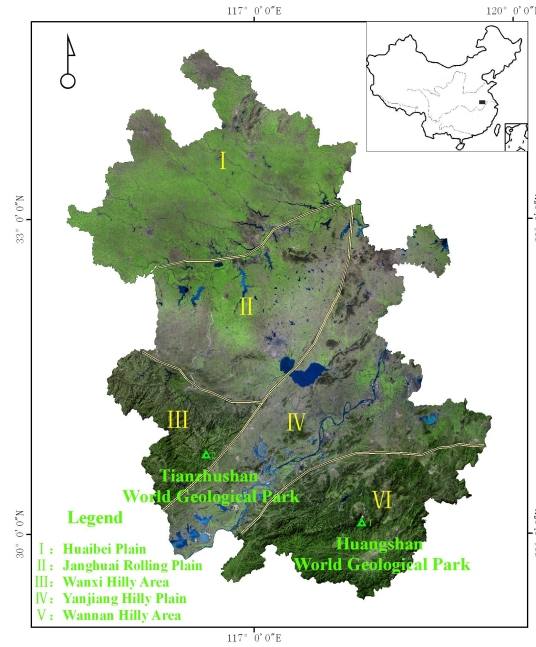 117° 0′0″E
120° 0′0″E
33° 0′0″N
I
II
III
IV
Tianzhushan
World Geological Park
VI
1
Huangshan
World Geological Park
30° 0′0″N
Legend
I：Huaibei Plain
II：Janghuai Rolling Plain
III：Wanxi Hilly Area
IV：Yanjiang Hilly Plain
V：Wannan Hilly Area
117° 0′0″E